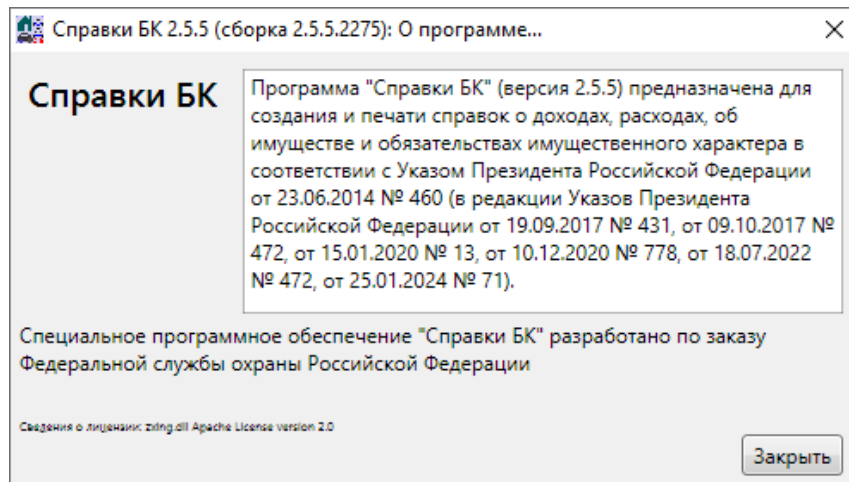 Справки БК 2.5.5 (сборка 2.5.5.2275): О программе...
Справки БК
Программа "Справки БК" (версия 2.5.5) предназначена для
создания и печати справок о доходах, расходах, об
имуществе и обязательствах имущественного характера в
соответствии с Указом Президента Российской Федерации
от 23.06.2014 № 460 (в редакции Указов Президента
Российской Федерации от 19.09.2017 № 431, от 09.10.2017 №
472, от 15.01.2020 № 13, от 10.12.2020 № 778, от 18.07.2022
№ 472, от 25.01.2024 № 71).
Специальное программное обеспечение "Справки БК" разработано по заказу
Федеральной службы охраны Российской Федерации
Сведения о лицензии: zxing.dll Apache License version 2.0
Закрыть